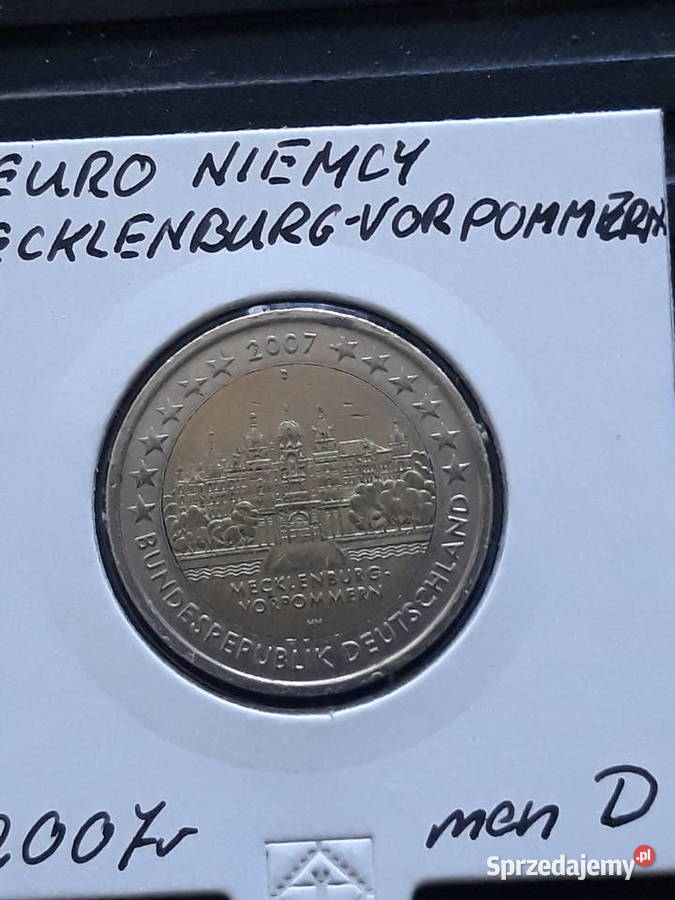 EURO NIEMCY
ECKLENBURG-VORPOMMERN
2007
D
MECKLENBURG-
VORPOMMERN
MM
BUNDESREPUBLIK DEUTSCHLAND
2007r
men D
Sprzedajemy.pl